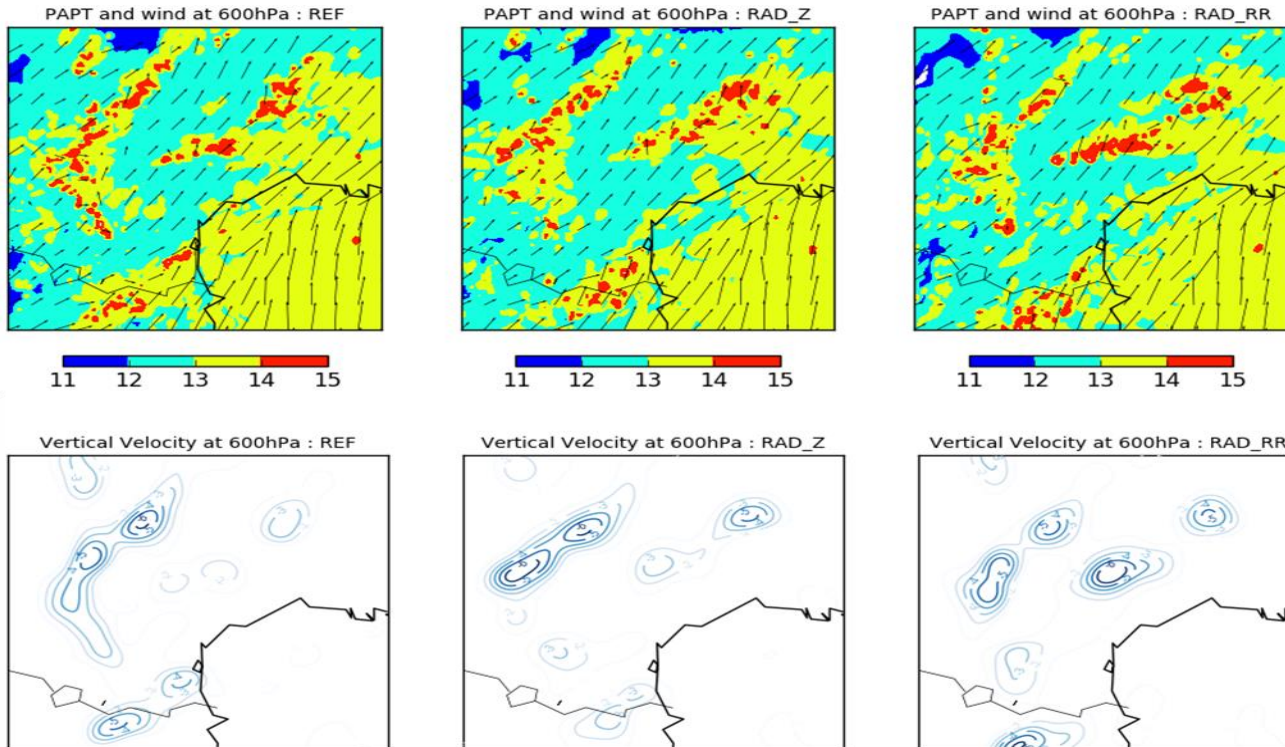 PAPT and wind at 600hPa : REF
PAPT and wind at 600hPa : RAD_Z
PAPT and wind at 600hPa : RAD_RR
11 12 13 14 15
11 12 13 14 15
11 12 13 14 15
Vertical Velocity at 600hPa : REF
Vertical Velocity at 600hPa : RAD_Z
Vertical Velocity at 600hPa : RAD_RR